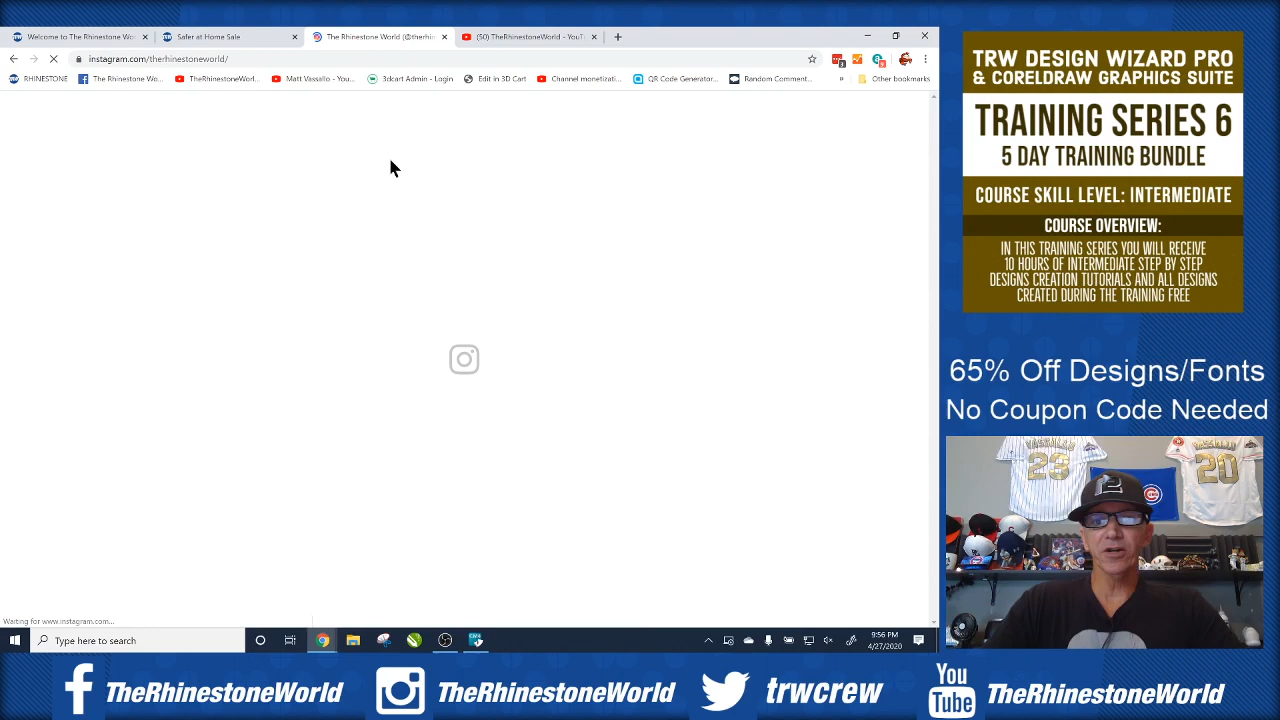 Welcome to The Rhinestone Wo
Safer at Home Sale
The Rhinestone World (@therhin
(50) TheRhinestoneWorld - YouT
instagram.com/therhinestoneworld/
RHINESTONE
The Rhinestone Wo...
TheRhinestoneWorl...
Matt Vassallo - You...
3dcart Admin - Login
Edit in 3D Cart
Channel monetizati...
QR Code Generator...
Random Comment...
»
Other bookmarks
Waiting for www.instagram.com...
Type here to search
9:56 PM
4/27/2020
TRW DESIGN WIZARD PRO
& CORELDRAW GRAPHICS SUITE
TRAINING SERIES 6
5 DAY TRAINING BUNDLE
COURSE SKILL LEVEL: INTERMEDIATE
COURSE OVERVIEW:
IN THIS TRAINING SERIES YOU WILL RECEIVE
10 HOURS OF INTERMEDIATE STEP BY STEP
DESIGNS CREATION TUTORIALS AND ALL DESIGNS
CREATED DURING THE TRAINING FREE
65% Off Designs/Fonts
No Coupon Code Needed
VASSALLO
23
VASSALLO
20
TheRhinestoneWorld
TheRhinestoneWorld
trwcrew
You
Tube
TheRhinestoneWorld